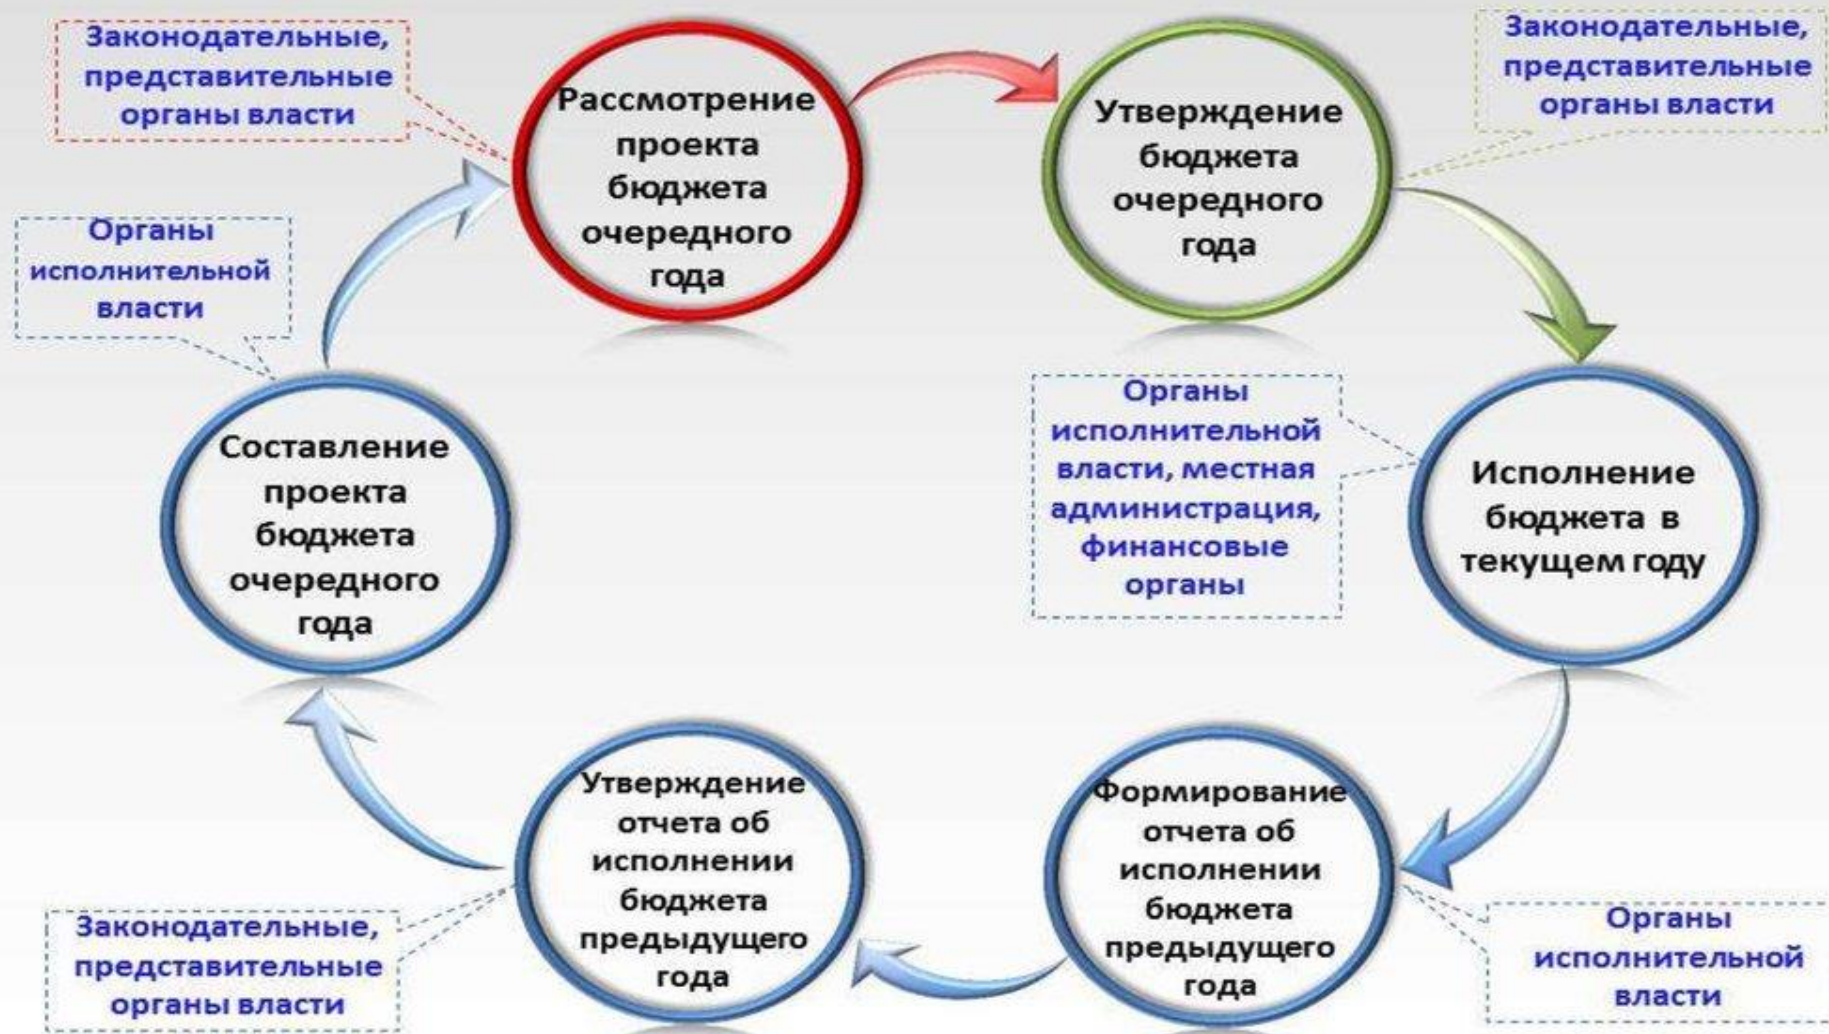 Законодательные,
представительные
органы власти
Рассмотрение
проекта
бюджета
очередного
года
Утверждение
бюджета
очередного
года
Законодательные,
представительные
органы власти
Органы
исполнительной
власти
Составление
проекта
бюджета
очередного
года
Органы
исполнительной
власти, местная
администрация,
финансовые
органы
Исполнение
бюджета в
текущем году
Утверждение
отчета об
исполнении
бюджета
предыдущего
года
Формирование
отчета об
исполнении
бюджета
предыдущего
года
Законодательные,
представительные
органы власти
Органы
исполнительной
власти